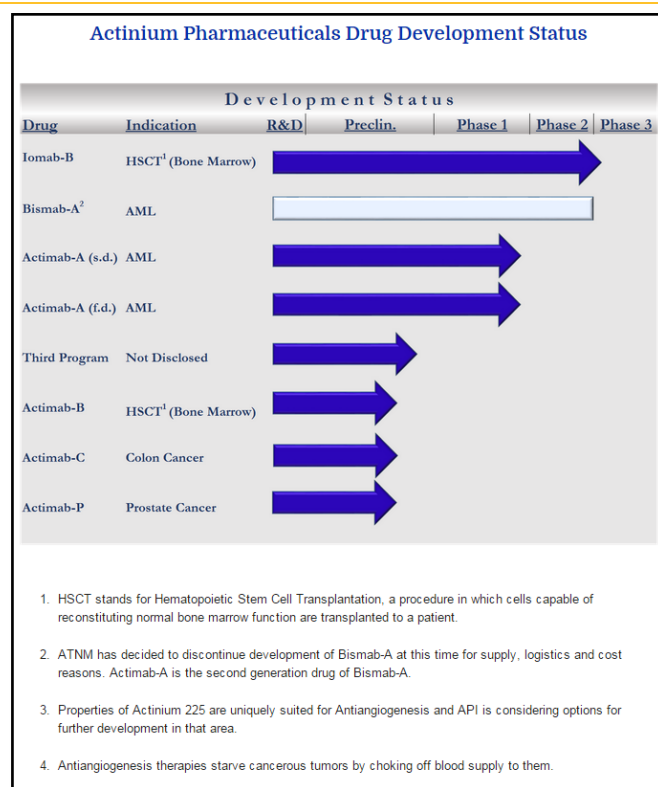 Actinium Pharmaceuticals Drug Development Status
Development Status
Drug Indication R&D Preclin. Phase 1 Phase 2 Phase 3
Iomab-B HSCT¹ (Bone Marrow)
Bismab-A² AML
Actimab-A (s.d.) AML
Actimab-A (f.d.) AML
Third Program Not Disclosed
Actimab-B HSCT¹ (Bone Marrow)
Actimab-C Colon Cancer
Actimab-P Prostate Cancer
1. HSCT stands for Hematopoietic Stem Cell Transplantation, a procedure in which cells capable of
reconstituting normal bone marrow function are transplanted to a patient.
2. ATNM has decided to discontinue development of Bismab-A at this time for supply, logistics and cost
reasons. Actimab-A is the second generation drug of Bismab-A.
3. Properties of Actinium 225 are uniquely suited for Antiangiogenesis and API is considering options for
further development in that area.
4. Antiangiogenesis therapies starve cancerous tumors by choking off blood supply to them.